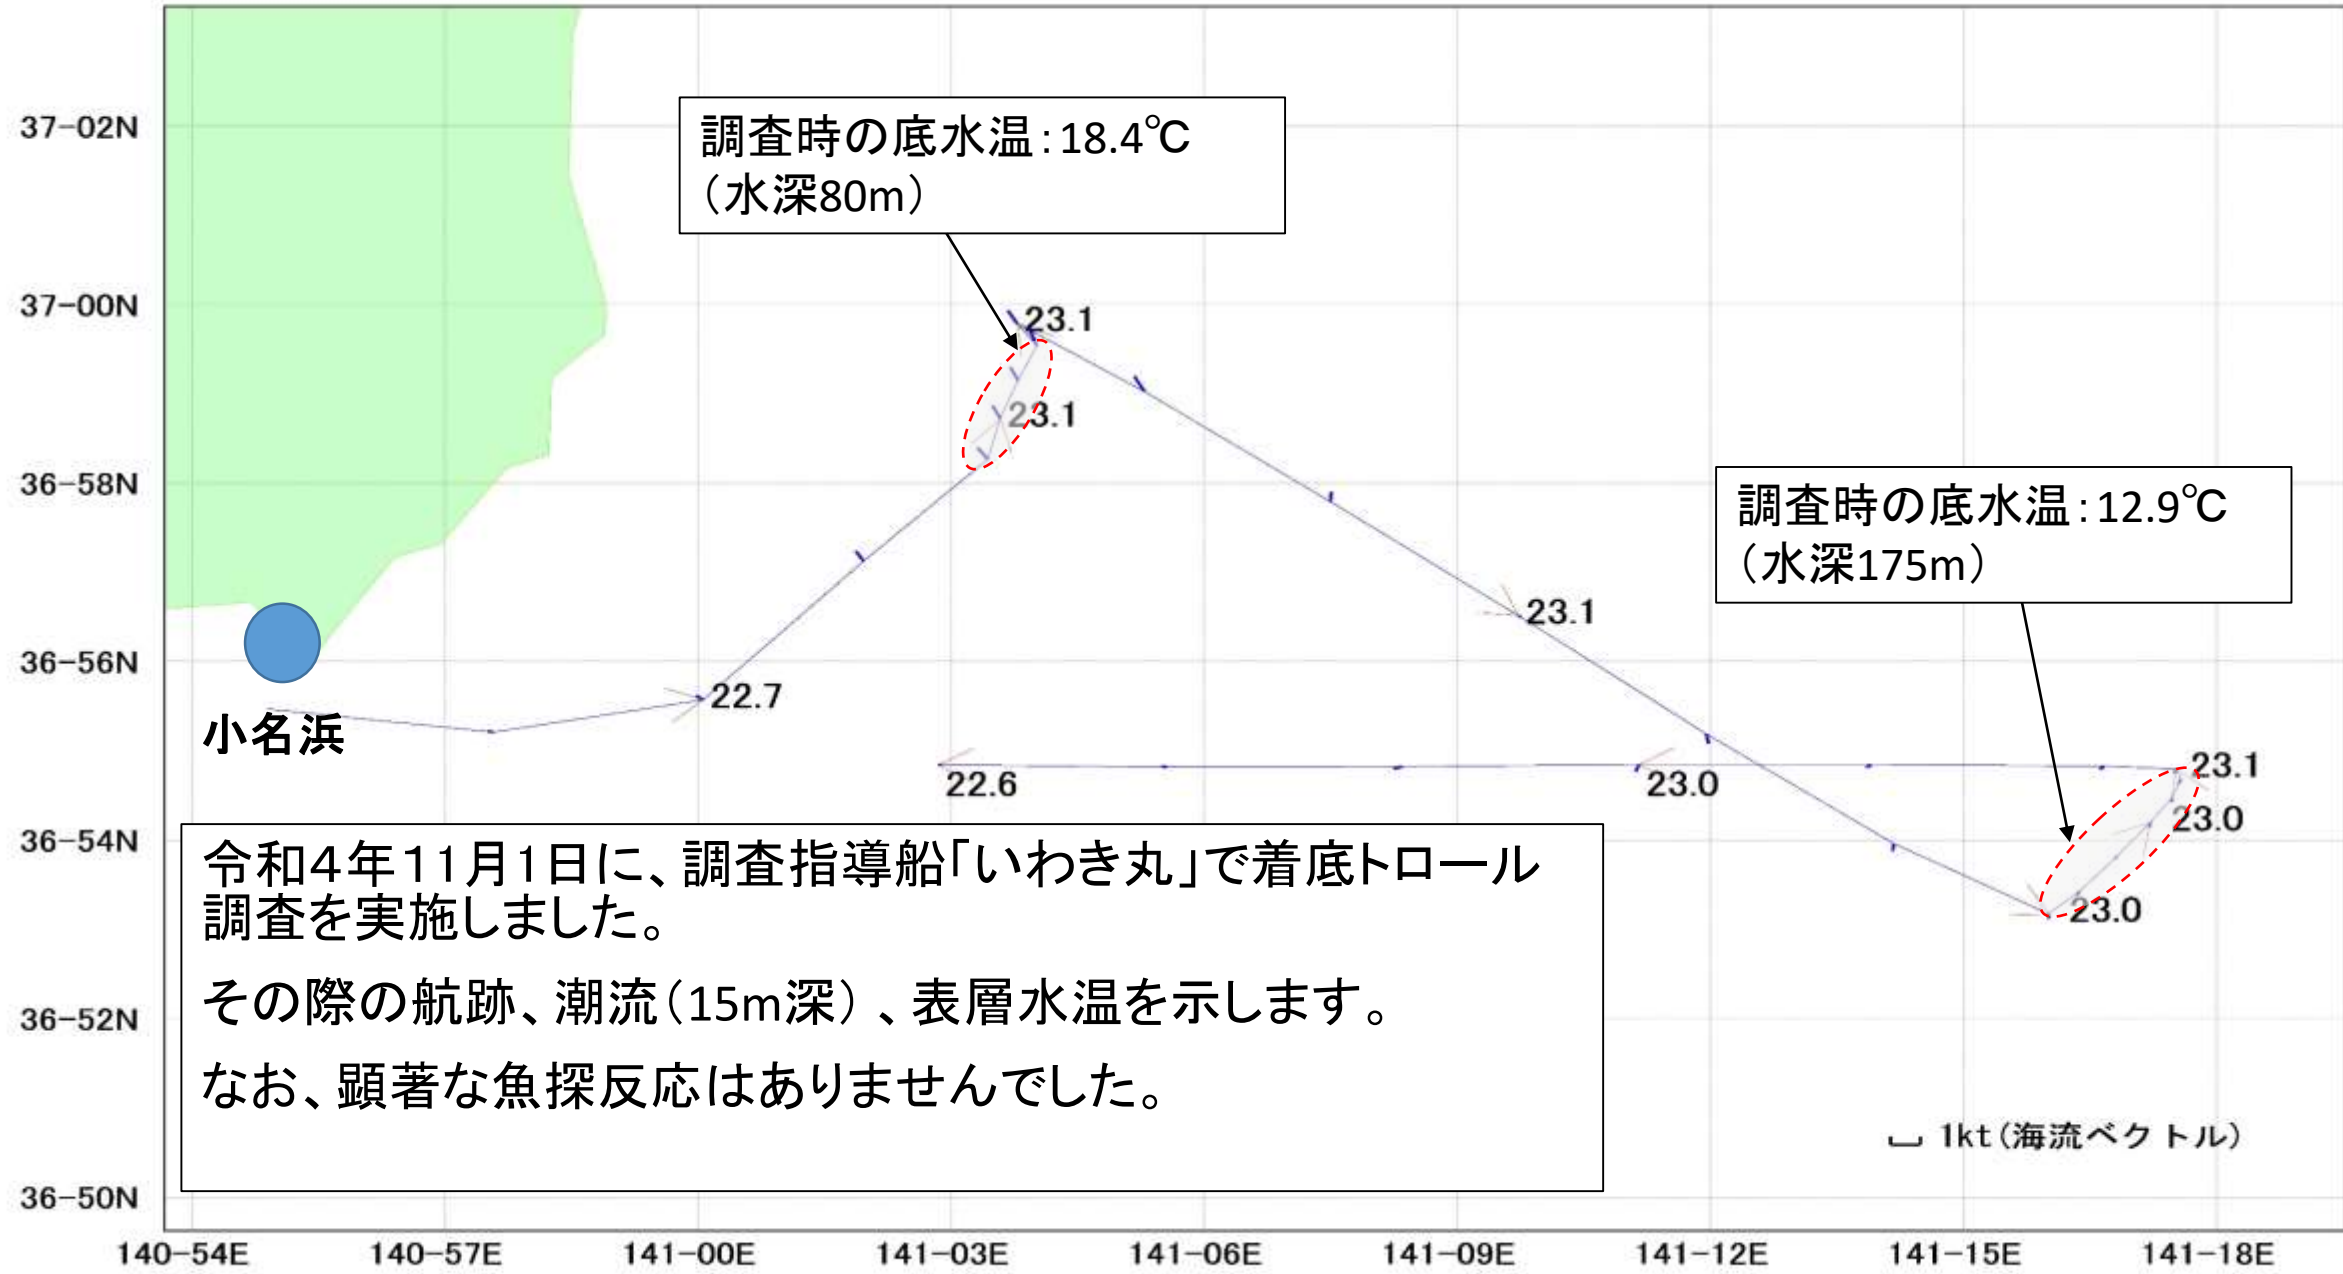 37-02N
調査時の底水温:18.4℃
(水深80m)
37-00N
23.1
23.1
36-58N
調査時の底水温:12.9℃
(水深175m)
23.1
36-56N
22.7
小名浜
23.1
22.6
23.0
23.0
36-54N
23.0
令和4年11月1日に、調査指導船「いわき丸」で着底トロール
調査を実施しました。
その際の航跡、潮流(15m深)、表層水温を示します。
なお、顕著な魚探反応はありませんでした。
36-52N
1kt(海流ベクトル)
36-50N
140-54E 140-57E 141-00E 141-03E 141-06E 141-09E 141-12E 141-15E 141-18E